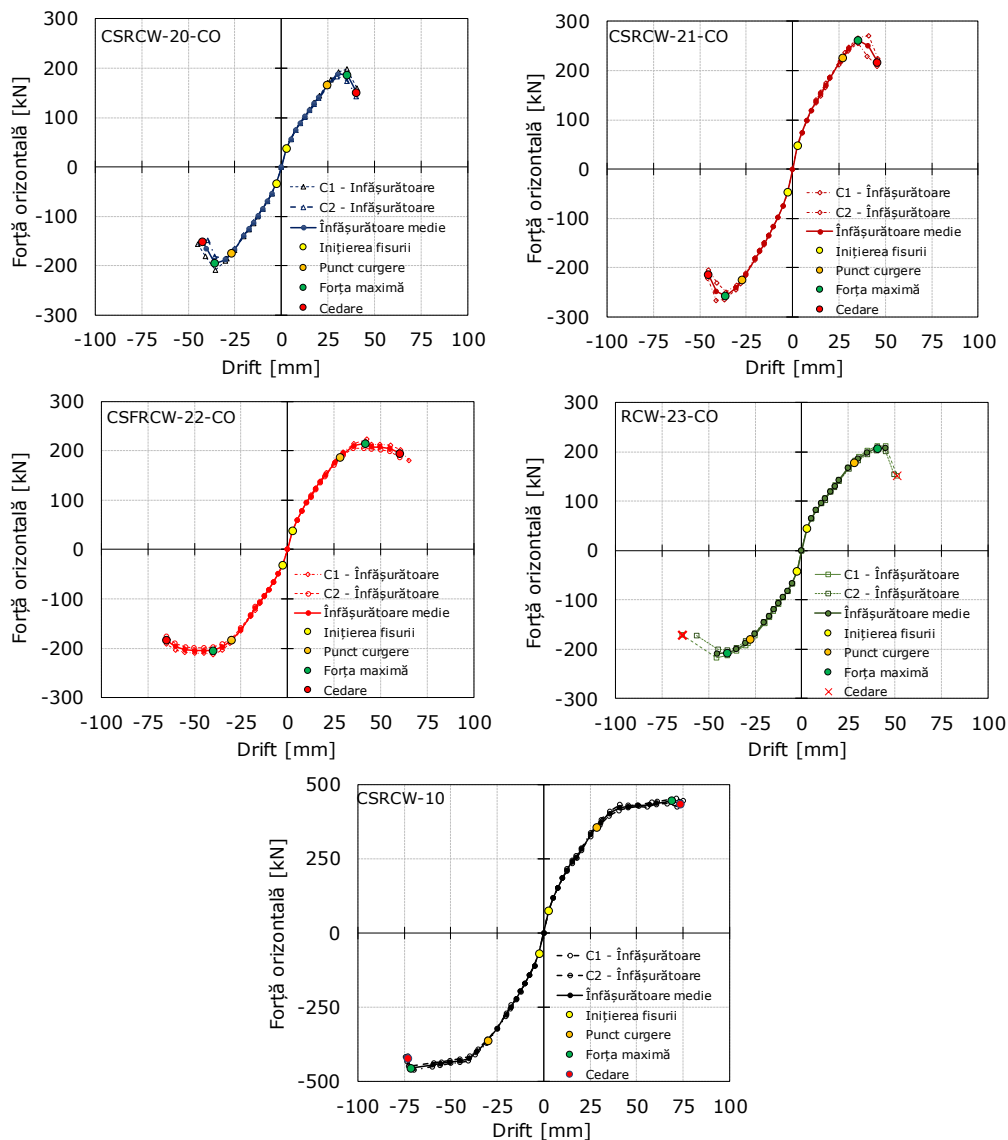 CSRCW-20-CO
Forță orizontală [kN]
300
200
100
0
-100
-200
-300
-100 -75 -50 -25 0 25 50 75 100
Drift [mm]
C1 - Înfășurătoare
C2 - Infășurătoare
Înfășurătoare medie
Inițierea fisurii
Punct curgere
Forța maximă
Cedare
CSRCW-21-CO
Forță orizontală [kN]
300
200
100
0
-100
-200
-300
-100 -75 -50 -25 0 25 50 75 100
Drift [mm]
C1 - Înfășurătoare
C2 - Înfășurătoare
Înfășurătoare medie
Inițierea fisurii
Punct curgere
Forța maximă
Cedare
CSFRCW-22-CO
Forță orizontală [kN]
300
200
100
0
-100
-200
-300
-100 -75 -50 -25 0 25 50 75 100
Drift [mm]
C1 - Înfășurătoare
C2 - Înfășurătoare
Înfășurătoare medie
Inițierea fisurii
Punct curgere
Forța maximă
Cedare
RCW-23-CO
Forță orizontală [kN]
300
200
100
0
-100
-200
-300
-100 -75 -50 -25 0 25 50 75 100
Drift [mm]
C1 - Înfășurătoare
C2 - Înfășurătoare
Înfășurătoare medie
Inițierea fisurii
Punct curgere
Forța maximă
Cedare
CSRCW-10
Forță orizontală [kN]
500
250
0
-250
-500
-100 -75 -50 -25 0 25 50 75 100
Drift [mm]
C1 - Înfășurătoare
C2 - Înfășurătoare
Înfășurătoare medie
Inițierea fisurii
Punct curgere
Forța maximă
Cedare